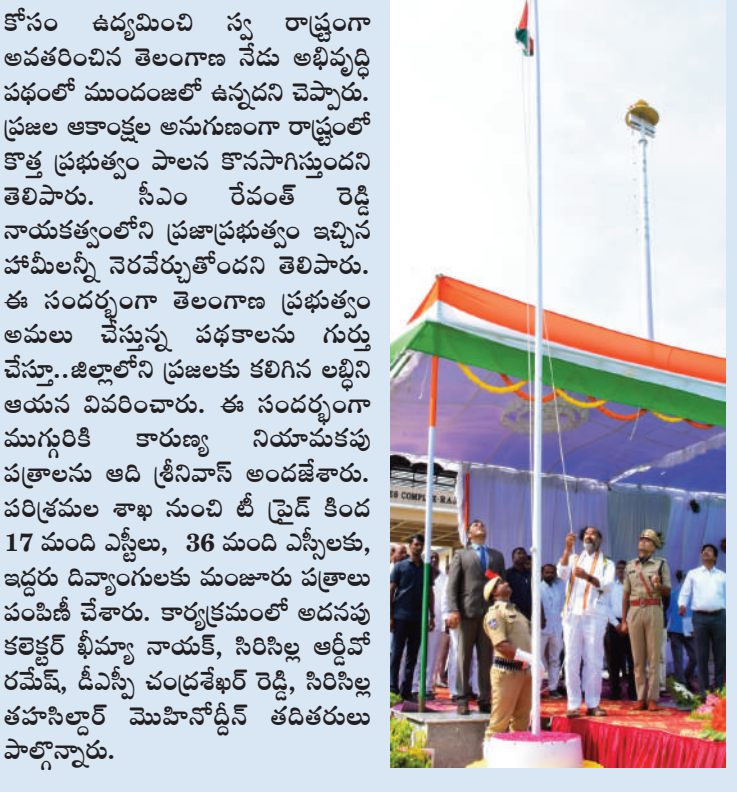 కోసం ఉద్యమించి స్వ రాష్ట్రంగా
అవతరించిన తెలంగాణ నేడు అభివృద్ధి
పథంలో ముందంజలో ఉన్నదని చెప్పారు.
ప్రజల ఆకాంక్షల అనుగుణంగా రాష్ట్రంలో
కొత్త ప్రభుత్వం పాలన కొనసాగిస్తుందని
తెలిపారు. సీఎం రేవంత్ రెడ్డి
నాయకత్వంలోని ప్రజాప్రభుత్వం ఇచ్చిన
హామీలన్నీ నెరవేర్చుతోందని తెలిపారు.
ఈ సందర్భంగా తెలంగాణ ప్రభుత్వం
అమలు చేస్తున్న పథకాలను గుర్తు
చేస్తూ..జిల్లాలోని ప్రజలకు కలిగిన లబ్ధిని
ఆయన వివరించారు. ఈ సందర్భంగా
ముగ్గురికి కారుణ్య నియామకపు
పత్రాలను ఆది శ్రీనివాస్ అందజేశారు.
పరిశ్రమల శాఖ నుంచి టీ ప్రైడ్ కింద
17 మంది ఎస్టీలు, 36 మంది ఎస్సీలకు,
ఇద్దరు దివ్యాంగులకు మంజూరు పత్రాలు
పంపిణీ చేశారు. కార్యక్రమంలో అదనపు
కలెక్టర్ ఖీమ్యా నాయక్, సిరిసిల్ల ఆర్డీవో
రమేష్, డీఎస్పీ చంద్రశేఖర్ రెడ్డి, సిరిసిల్ల
తహసిల్దార్ మొహినోద్దీన్ తదితరులు
పాల్గొన్నారు.